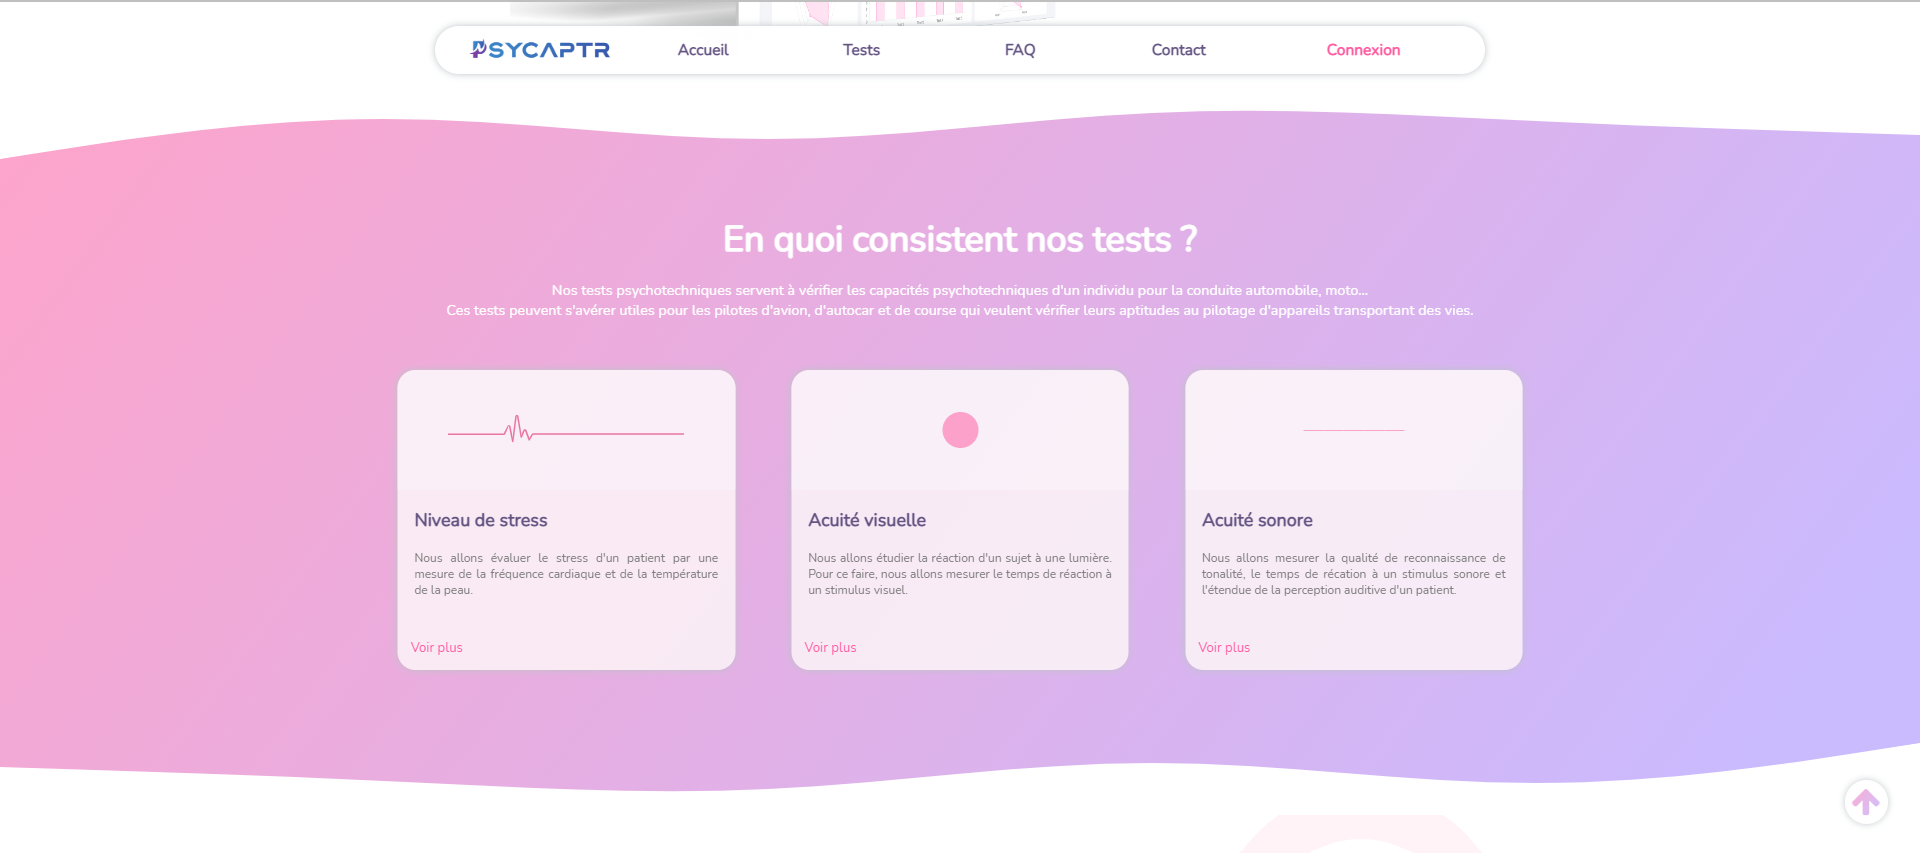 PSYCAPTR
Accueil
Tests
FAQ
Contact
Connexion
En quoi consistent nos tests ?
Nos tests psychotechniques servent à vérifier les capacités psychotechniques d'un individu pour la conduite automobile, moto...
Ces tests peuvent s'avérer utiles pour les pilotes d'avion, d'autocar et de course qui veulent vérifier leurs aptitudes au pilotage d'appareils transportant des vies.
Niveau de stress
Nous allons évaluer le stress d'un patient par une
mesure de la fréquence cardiaque et de la température
de la peau.
Voir plus
Acuité visuelle
Nous allons étudier la réaction d'un sujet à une lumière.
Pour ce faire, nous allons mesurer le temps de réaction à
un stimulus visuel.
Voir plus
Acuité sonore
Nous allons mesurer la qualité de reconnaissance de
tonalité, le temps de récation à un stimulus sonore et
l'étendue de la perception auditive d'un patient.
Voir plus